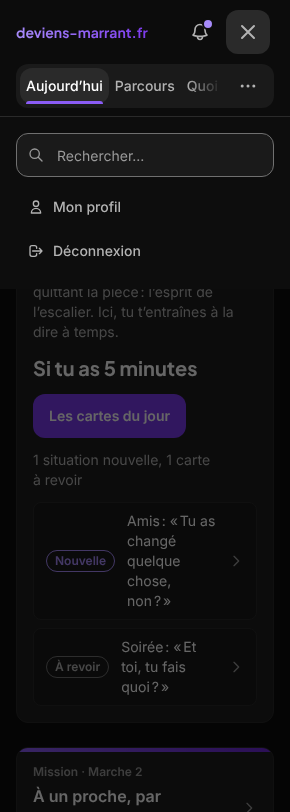 deviens-marrant.fr
Aujourd’hui Parcours Quoi
Rechercher...
Mon profil
Déconnexion
quittant la pièce : l’esprit de
l’escalier. Ici, tu t’entraînes à la
dire à temps.
Si tu as 5 minutes
Les cartes du jour
1 situation nouvelle, 1 carte
à revoir
Amis : « Tu as
changé
Nouvelle quelque
chose,
non ? »
Soirée : « Et
À revoir toi, tu fais
quoi ? »
Mission · Marche 2
À un proche, par